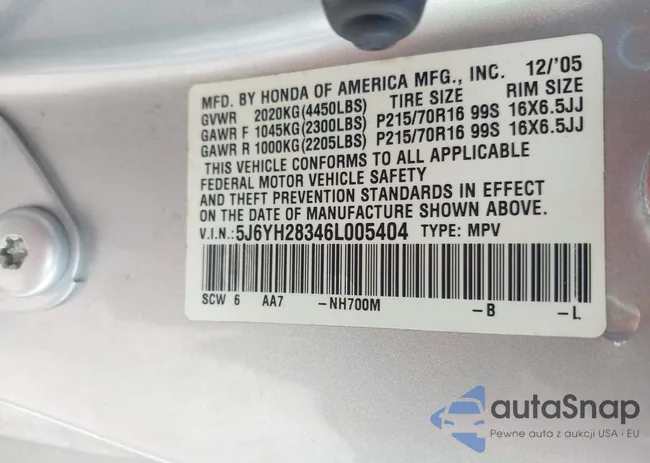 MFD. BY HONDA OF AMERICA MFG., INC. 12/'05
GVWR 2020KG(4450LBS) TIRE SIZE RIM SIZE
GAWR F 1045KG(2300LBS) P215/70R16 99S 16X6.5JJ
GAWR R 1000KG(2205LBS) P215/70R16 99S 16X6.5JJ
THIS VEHICLE CONFORMS TO ALL APPLICABLE
FEDERAL MOTOR VEHICLE SAFETY
AND THEFT PREVENTION STANDARDS IN EFFECT
ON THE DATE OF MANUFACTURE SHOWN ABOVE.
V.I.N.:5J6YH28346L005404 TYPE: MPV
SCW 6 AA7 -NH700M -B -L
autaSnap
Pewne auta z aukcji USA i EU